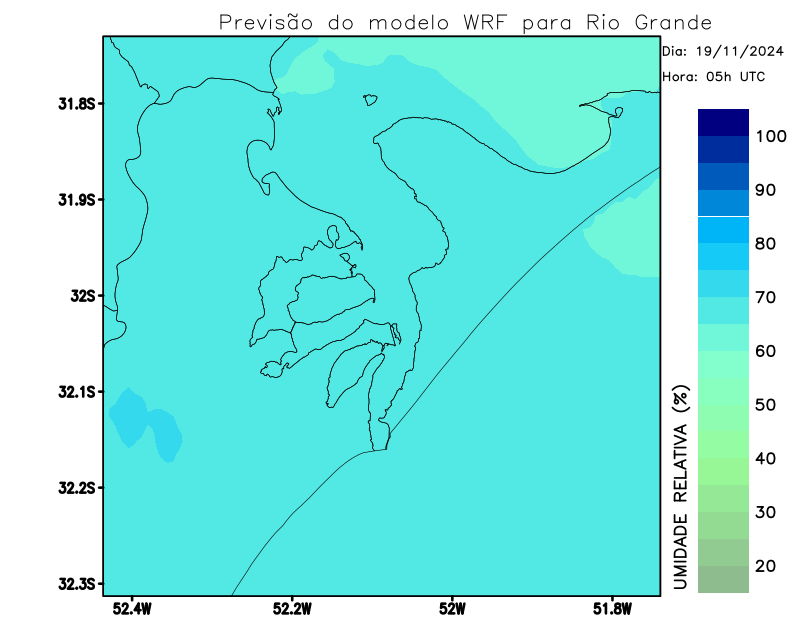 Previsão do modelo WRF para Rio Grande
Dia: 19/11/2024
Hora: 05h UTC
31.8S
31.9S
32S
32.1S
32.2S
32.3S
52.4W
52.2W
52W
51.8W
100
90
80
70
60
50
40
30
20
UMIDADE RELATIVA (%)